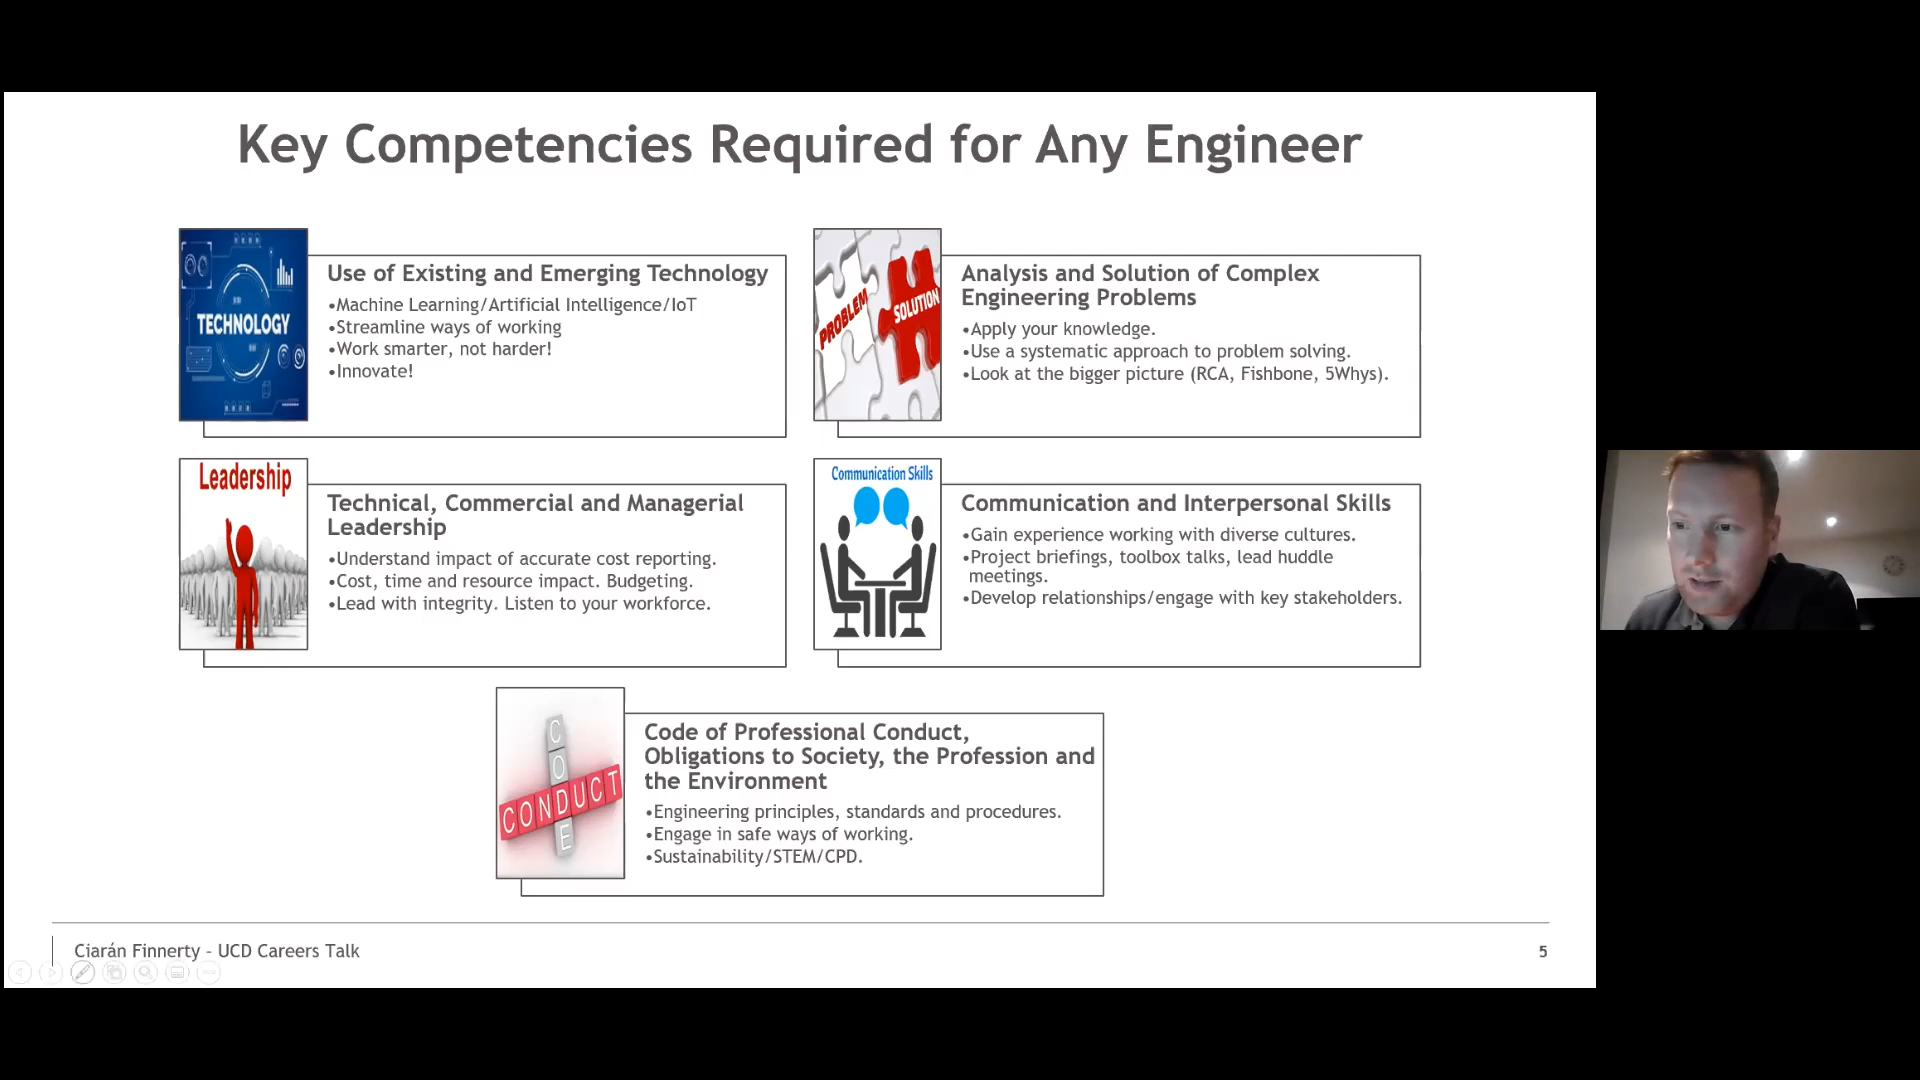 Key Competencies Required for Any Engineer
TECHNOLOGY
Use of Existing and Emerging Technology
•Machine Learning/Artificial Intelligence/IoT
•Streamline ways of working
•Work smarter, not harder!
•Innovate!
PROBLEM
SOLUTION
Analysis and Solution of Complex
Engineering Problems
•Apply your knowledge.
•Use a systematic approach to problem solving.
•Look at the bigger picture (RCA, Fishbone, 5Whys).
Leadership
Technical, Commercial and Managerial
Leadership
•Understand impact of accurate cost reporting.
•Cost, time and resource impact. Budgeting.
•Lead with integrity. Listen to your workforce.
Communication Skills
Communication and Interpersonal Skills
•Gain experience working with diverse cultures.
•Project briefings, toolbox talks, lead huddle
meetings.
•Develop relationships/engage with key stakeholders.
CODE
CONDUCT
Code of Professional Conduct,
Obligations to Society, the Profession and
the Environment
•Engineering principles, standards and procedures.
•Engage in safe ways of working.
•Sustainability/STEM/CPD.
Ciarán Finnerty - UCD Careers Talk
5